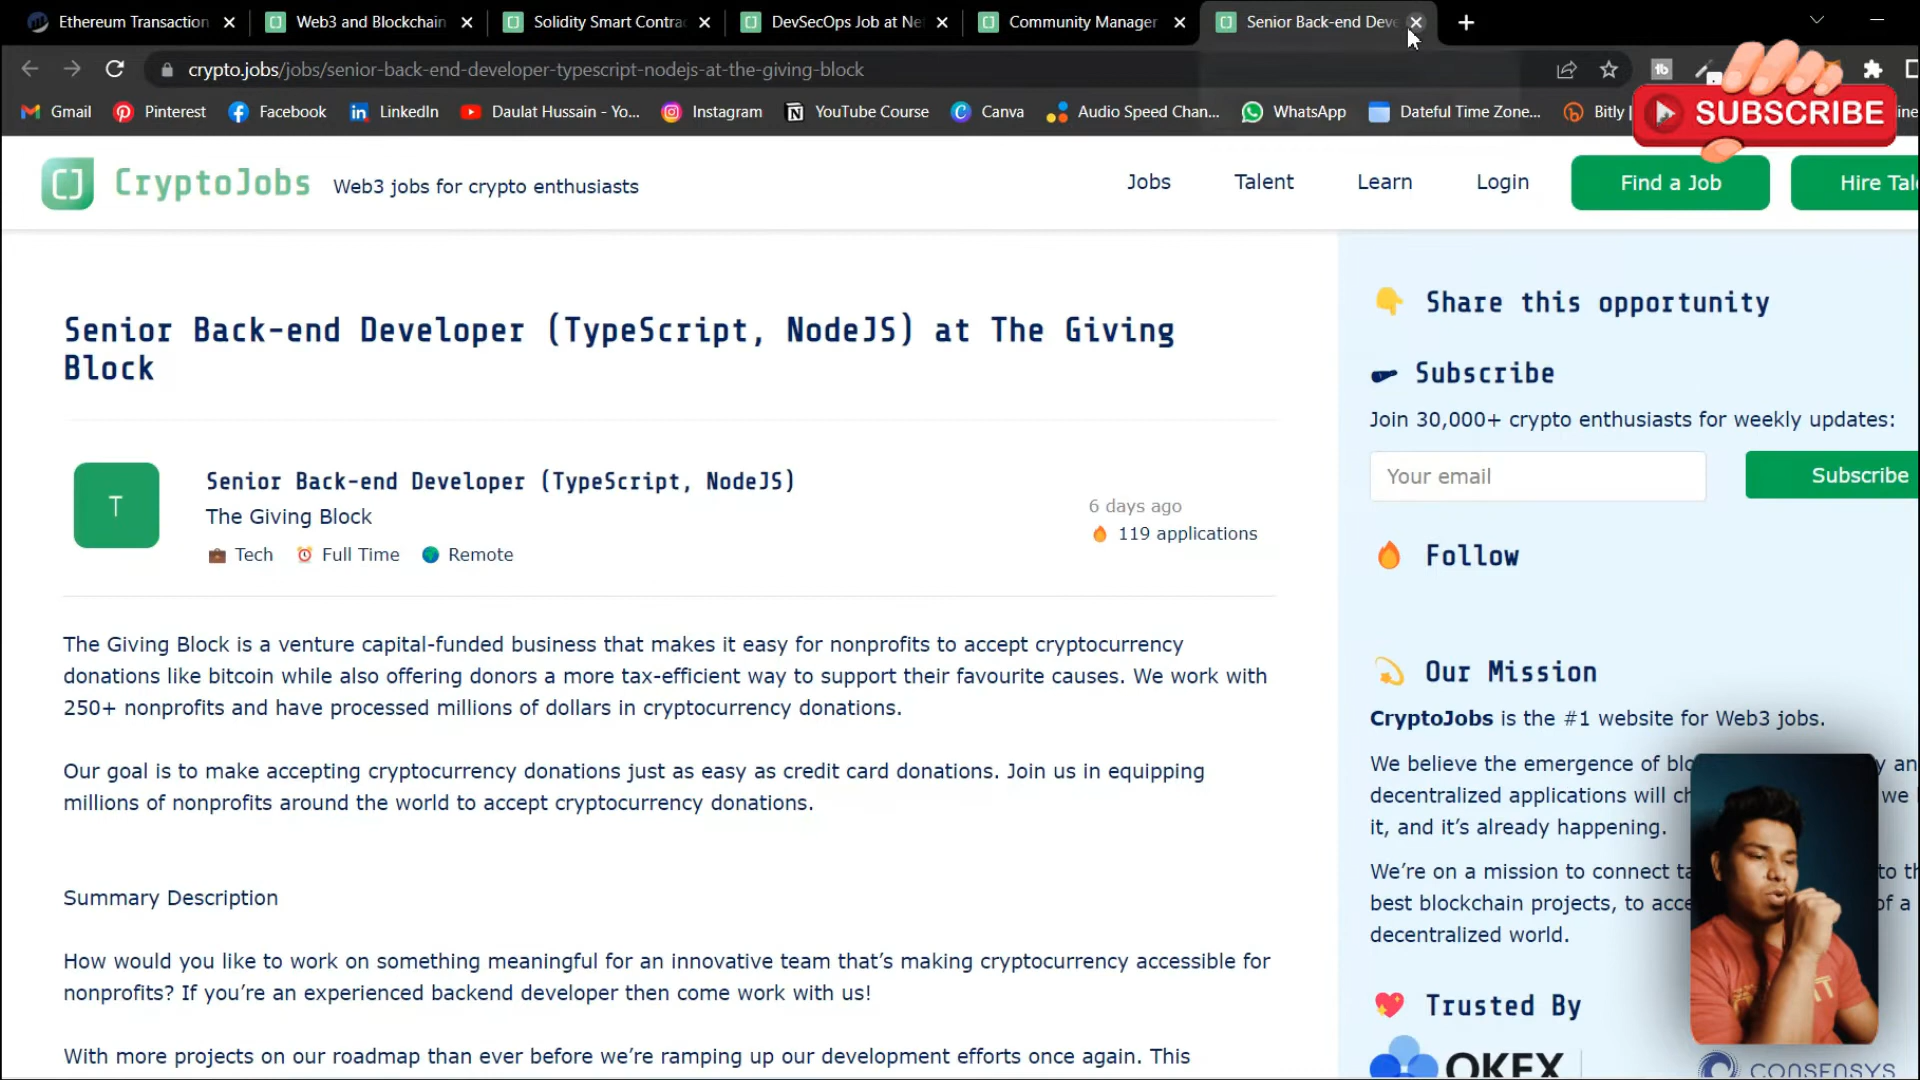 Ethereum Transaction
Web3 and Blockchain
Solidity Smart Contra
DevSecOps Job at Ne
Community Manager
Senior Back-end Deve
crypto.jobs/jobs/senior-back-end-developer-typescript-nodejs-at-the-giving-block
Gmail
Pinterest
Facebook
LinkedIn
Daulat Hussain - Yo...
Instagram
YouTube Course
Canva
Audio Speed Chan...
WhatsApp
Dateful Time Zone...
Bitly
SUBSCRIBE
CryptoJobs
Web3 jobs for crypto enthusiasts
Jobs
Talent
Learn
Login
Find a Job
Hire Tal
Senior Back-end Developer (TypeScript, NodeJS) at The Giving
Block
T
Senior Back-end Developer (TypeScript, NodeJS)
The Giving Block
Tech
Full Time
Remote
6 days ago
119 applications
The Giving Block is a venture capital-funded business that makes it easy for nonprofits to accept cryptocurrency
donations like bitcoin while also offering donors a more tax-efficient way to support their favourite causes. We work with
250+ nonprofits and have processed millions of dollars in cryptocurrency donations.
Our goal is to make accepting cryptocurrency donations just as easy as credit card donations. Join us in equipping
millions of nonprofits around the world to accept cryptocurrency donations.
Summary Description
How would you like to work on something meaningful for an innovative team that's making cryptocurrency accessible for
nonprofits? If you're an experienced backend developer then come work with us!
With more projects on our roadmap than ever before we're ramping up our development efforts once again. This
Share this opportunity
Subscribe
Join 30,000+ crypto enthusiasts for weekly updates:
Your email
Subscribe
Follow
Our Mission
CryptoJobs is the #1 website for Web3 jobs.
We believe the emergence of
decentralized applications will we
it, and it's already happening.
We're on a mission to connect
best blockchain projects, to of a
decentralized world.
Trusted By
OKEX
CONSENSYS